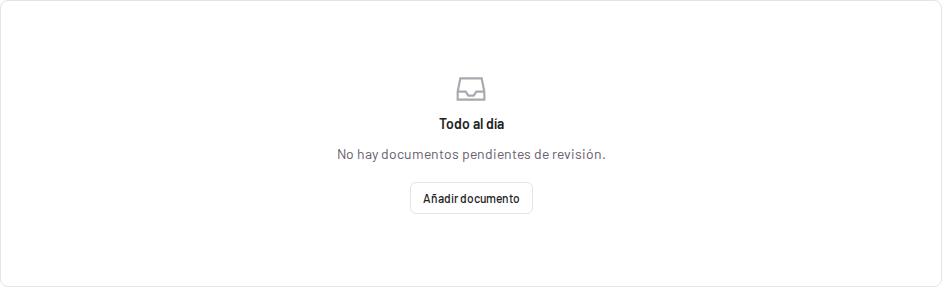 Todo al día
No hay documentos pendientes de revisión.
Añadir documento